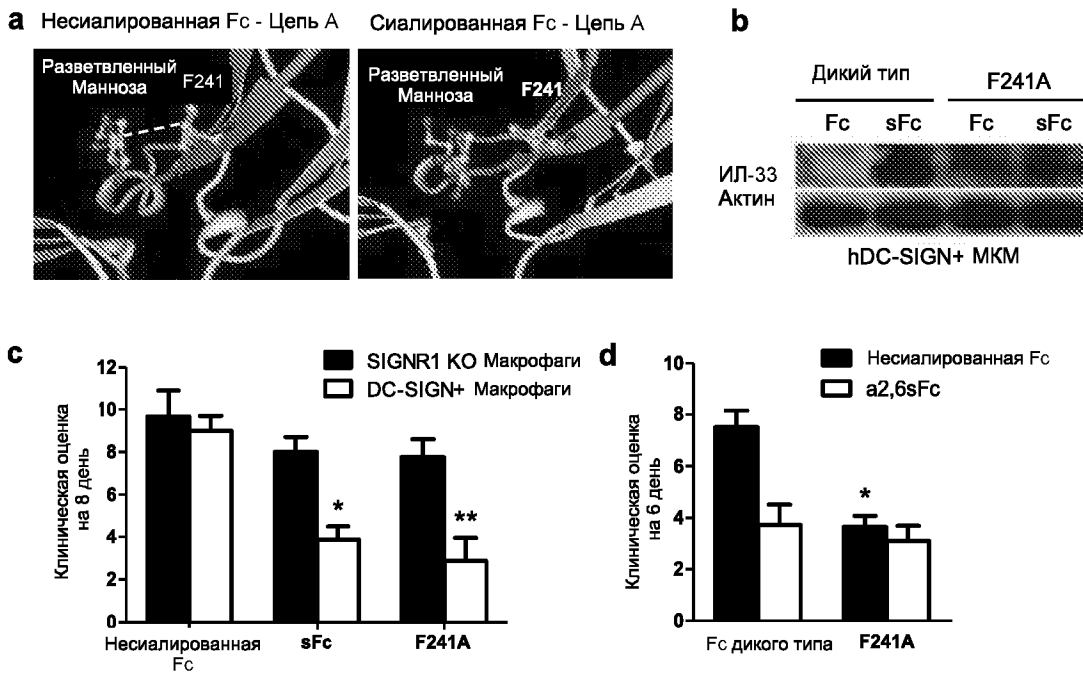 a
Несиалированная Fc - Цепь А
Сиалированная Fc - Цепь А
Разветвленный
Манноза
F241
Разветвленный
Манноза
F241
b
Дикий тип
F241A
Fc
sFc
Fc
sFc
ИЛ-33
Актин
hDC-SIGN+ МКМ
c
SIGNR1 KO Макрофаги
DC-SIGN+ Макрофаги
Клиническая оценка
на 8 день
12
10
8
6
4
2
0
*
**
Несиалированная
Fc
sFc
F241A
d
Несиалированная Fc
a2,6sFc
Клиническая оценка
на 6 день
10
8
6
4
2
0
*
Fc дикого типа
F241A